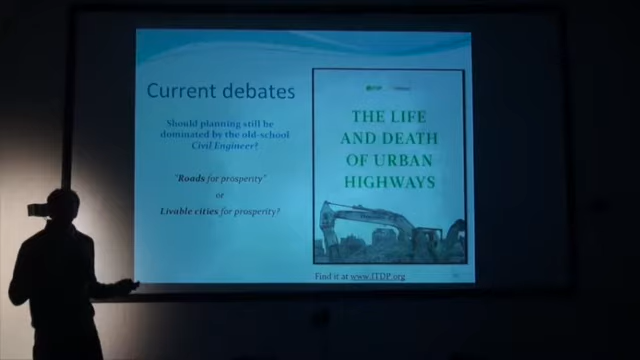 Current debates
Should planning still be
dominated by the old-school
Civil Engineer?
"Roads for prosperity"
or
Livable cities for prosperity?
THE LIFE
AND DEATH
OF URBAN
HIGHWAYS
Find it at www.ITDP.org